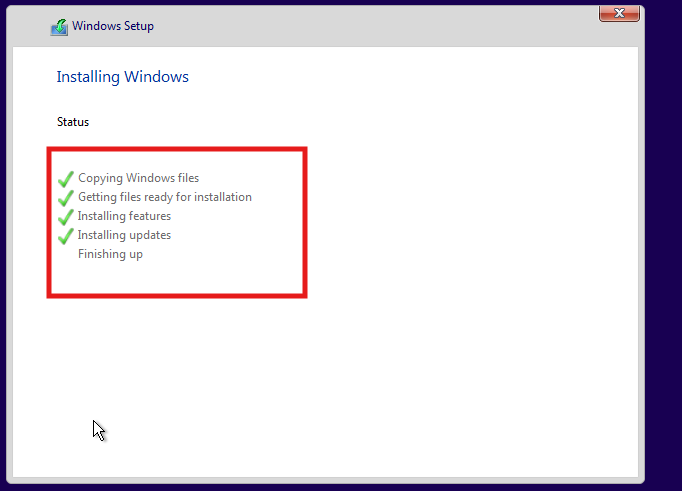 Windows Setup
Installing Windows
Status
Copying Windows files
Getting files ready for installation
Installing features
Installing updates
Finishing up